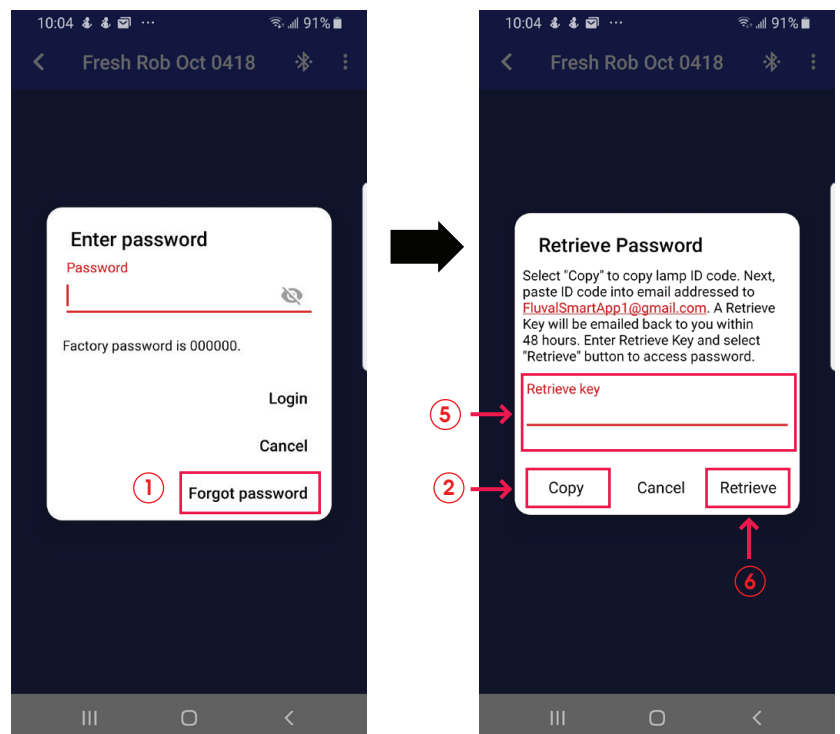 10:04 ··· 91%
Fresh Rob Oct 0418
Enter password
Password
Factory password is 000000.
Login
Cancel
1
Forgot password
10:04 ··· 91%
Fresh Rob Oct 0418
Retrieve Password
Select "Copy" to copy lamp ID code. Next,
paste ID code into email addressed to
FluvalSmartApp1@gmail.com. A Retrieve
Key will be emailed back to you within
48 hours. Enter Retrieve Key and select
"Retrieve" button to access password.
Retrieve key
5
2
Copy Cancel Retrieve
6